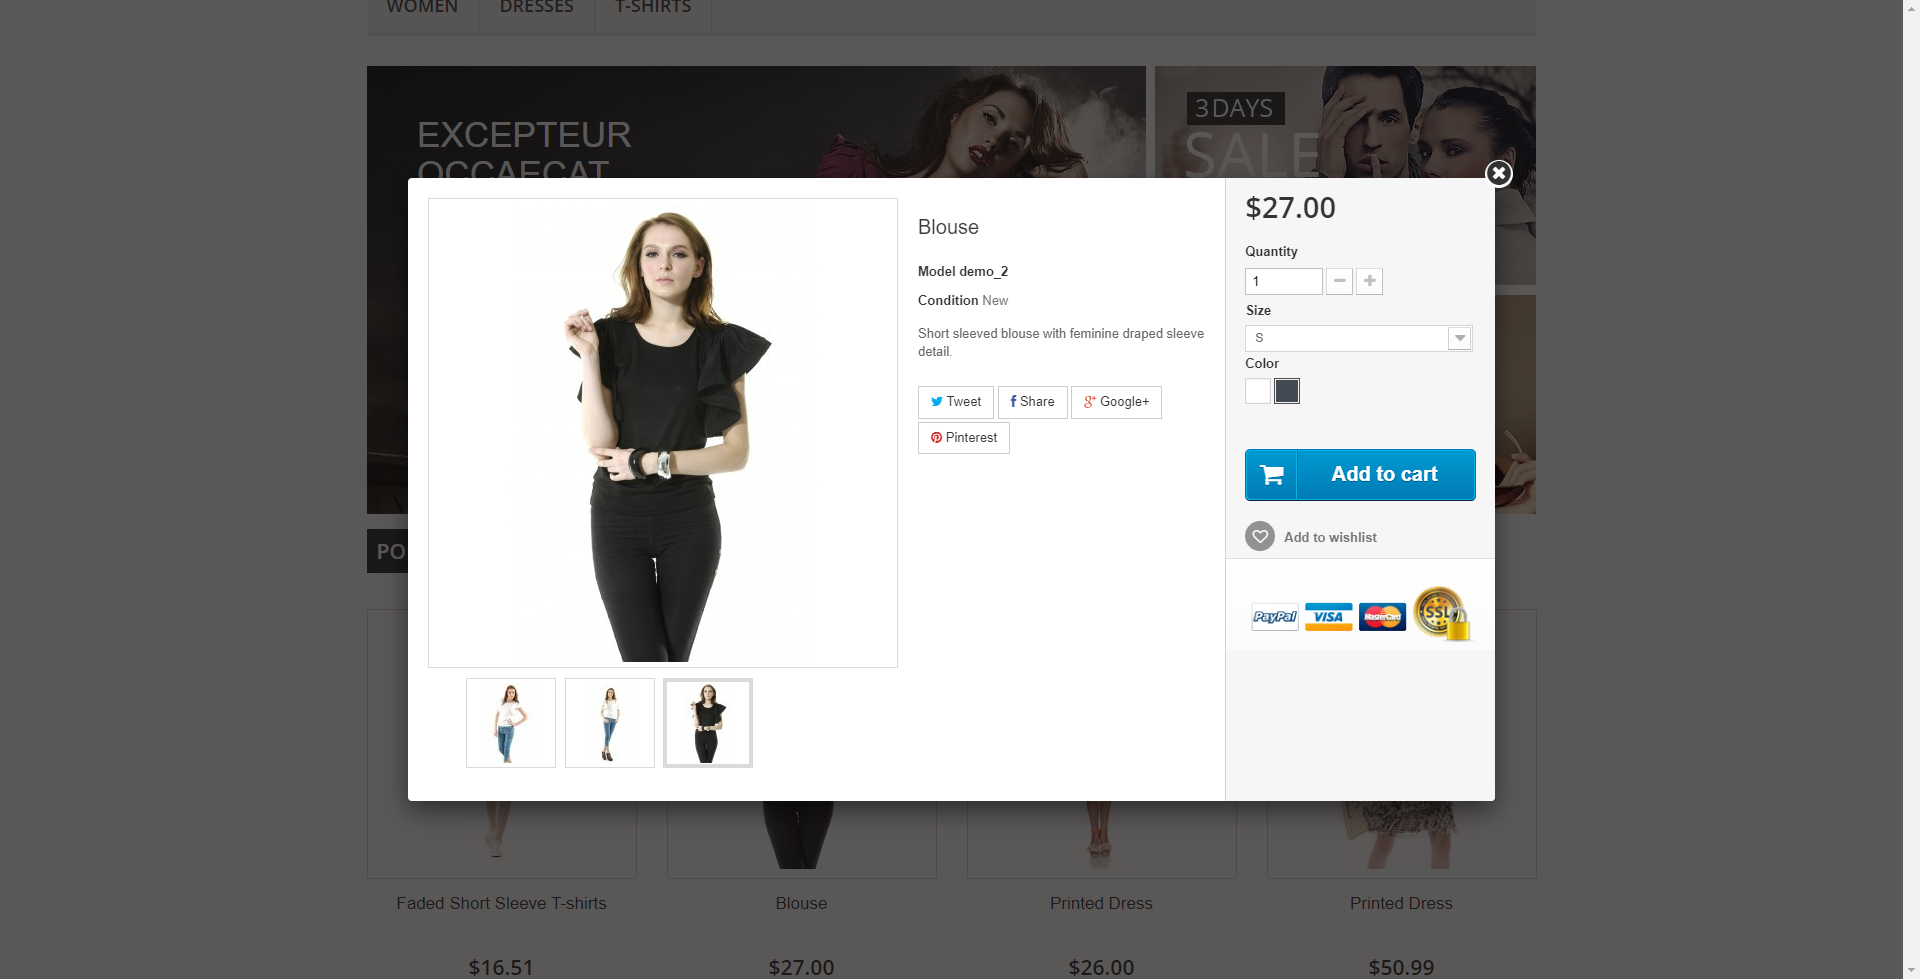 WOMEN
DRESSES
T-SHIRTS
EXCEPTEUR
OCCAECAT
3 DAYS
SALE
$27.00
Blouse
Quantity
Model demo_2
1
Condition New
Size
Short sleeved blouse with feminine draped sleeve
detail.
S
Color
Tweet
Share
Google+
Pinterest
Add to cart
Add to wishlist
PO
PayPal
VISA
MasterCard
SSL
Faded Short Sleeve T-shirts
Blouse
Printed Dress
Printed Dress
$16.51
$27.00
$26.00
$50.99